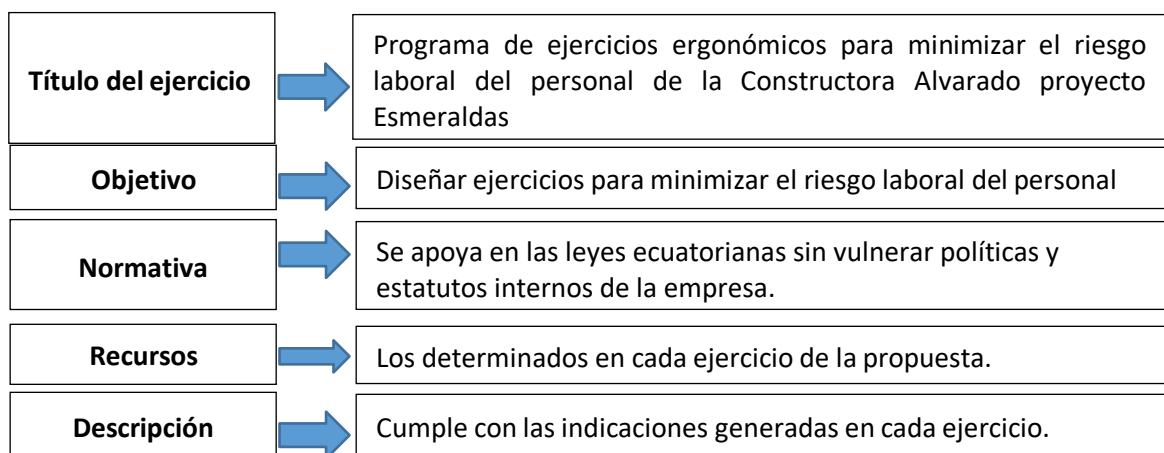 Título del ejercicio
Programa de ejercicios ergonómicos para minimizar el riesgo
laboral del personal de la Constructora Alvarado proyecto
Esmeraldas
Objetivo
Diseñar ejercicios para minimizar el riesgo laboral del personal
Normativa
Se apoya en las leyes ecuatorianas sin vulnerar políticas y
estatutos internos de la empresa.
Recursos
Los determinados en cada ejercicio de la propuesta.
Descripción
Cumple con las indicaciones generadas en cada ejercicio.